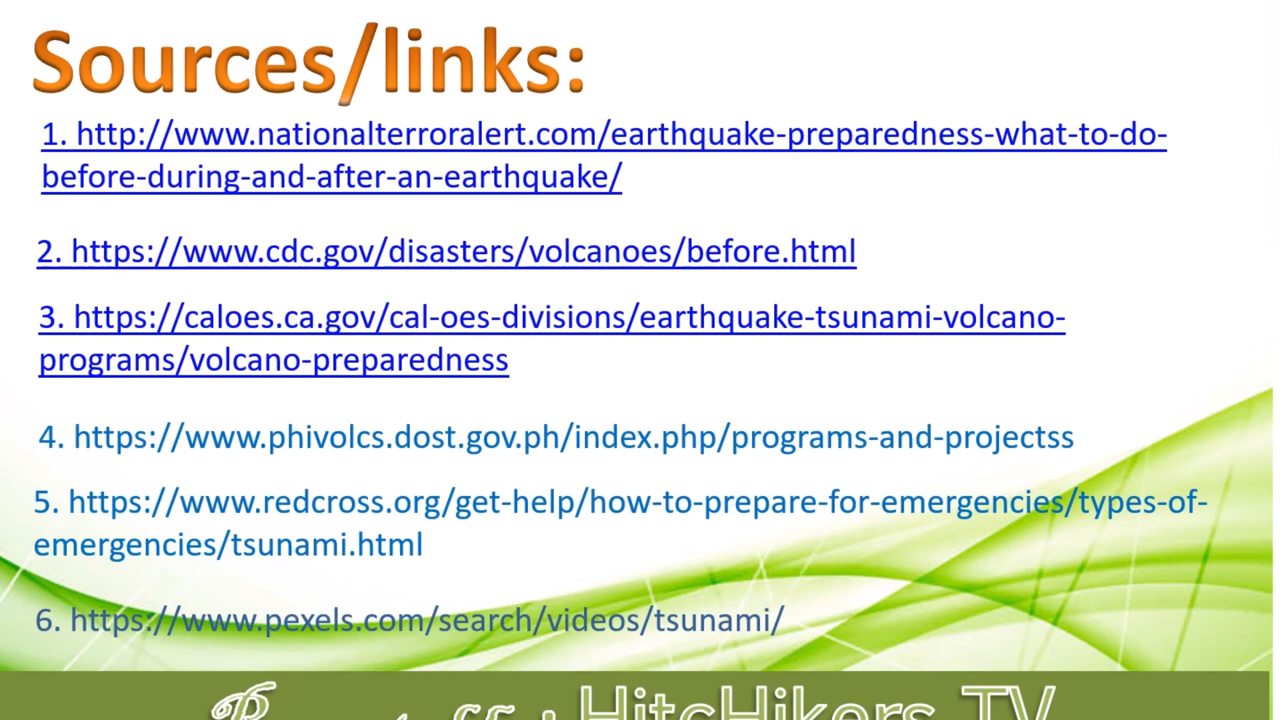 Sources/links:
1. http://www.nationalterroralert.com/earthquake-preparedness-what-to-do-
before-during-and-after-an-earthquake/
2. https://www.cdc.gov/disasters/volcanoes/before.html
3. https://caloes.ca.gov/cal-oes-divisions/earthquake-tsunami-volcano-
programs/volcano-preparedness
4. https://www.phivolcs.dost.gov.ph/index.php/programs-and-projectss
5. https://www.redcross.org/get-help/how-to-prepare-for-emergencies/types-of-
emergencies/tsunami.html
6. https://www.pexels.com/search/videos/tsunami/
HitcHikers TV